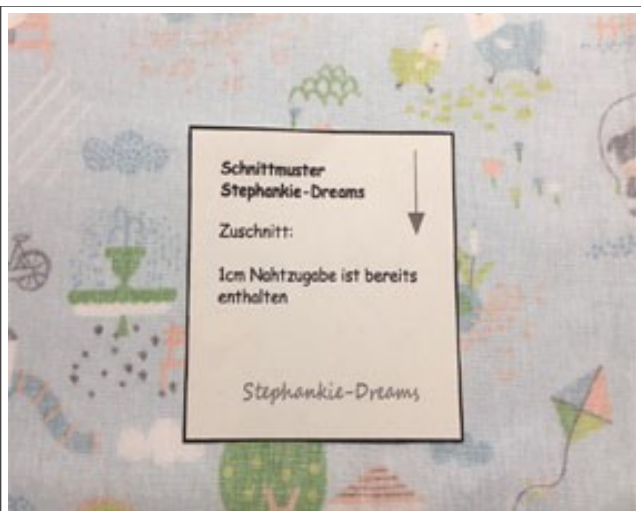 Schnittmuster
Stephankie-Dreams
Zuschnitt:
1cm Nahtzugabe ist bereits
enthalten
Stephankie-Dreams